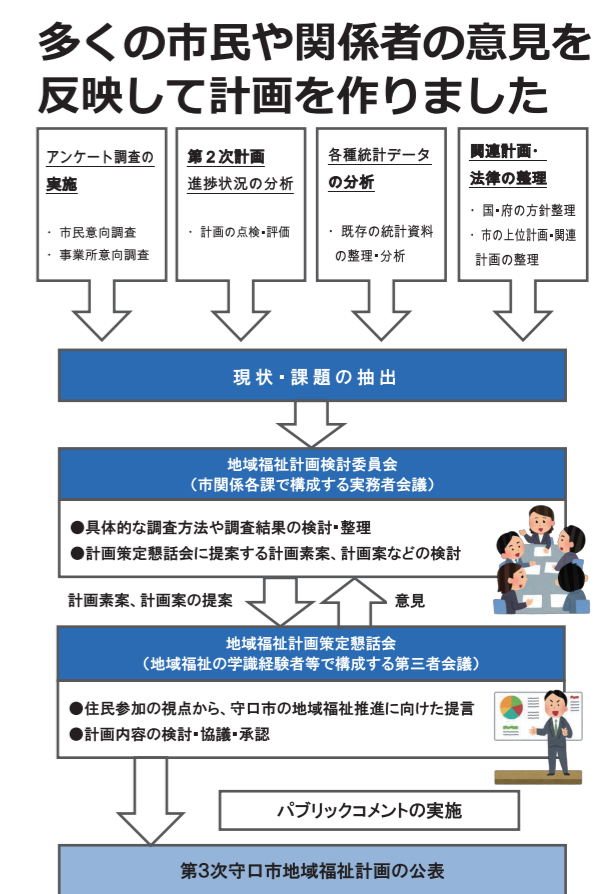 多くの市民や関係者の意見を
反映して計画を作りました
アンケート調査の
実施
・ 市民意向調査
・ 事業所意向調査
第２次計画
進捗状況の分析
・ 計画の点検・評価
各種統計データ
の分析
・ 既存の統計資料
の整理・分析
関連計画・
法律の整理
・ 国・府の方針整理
・ 市の上位計画・関連
計画の整理
現状・課題の抽出
地域福祉計画検討委員会
（市関係各課で構成する実務者会議）
●具体的な調査方法や調査結果の検討・整理
●計画策定懇話会に提案する計画素案、計画案などの検討
計画素案、計画案の提案
意見
地域福祉計画策定懇話会
（地域福祉の学識経験者等で構成する第三者会議）
●住民参加の視点から、守口市の地域福祉推進に向けた提言
●計画内容の検討・協議・承認
パブリックコメントの実施
第3次守口市地域福祉計画の公表